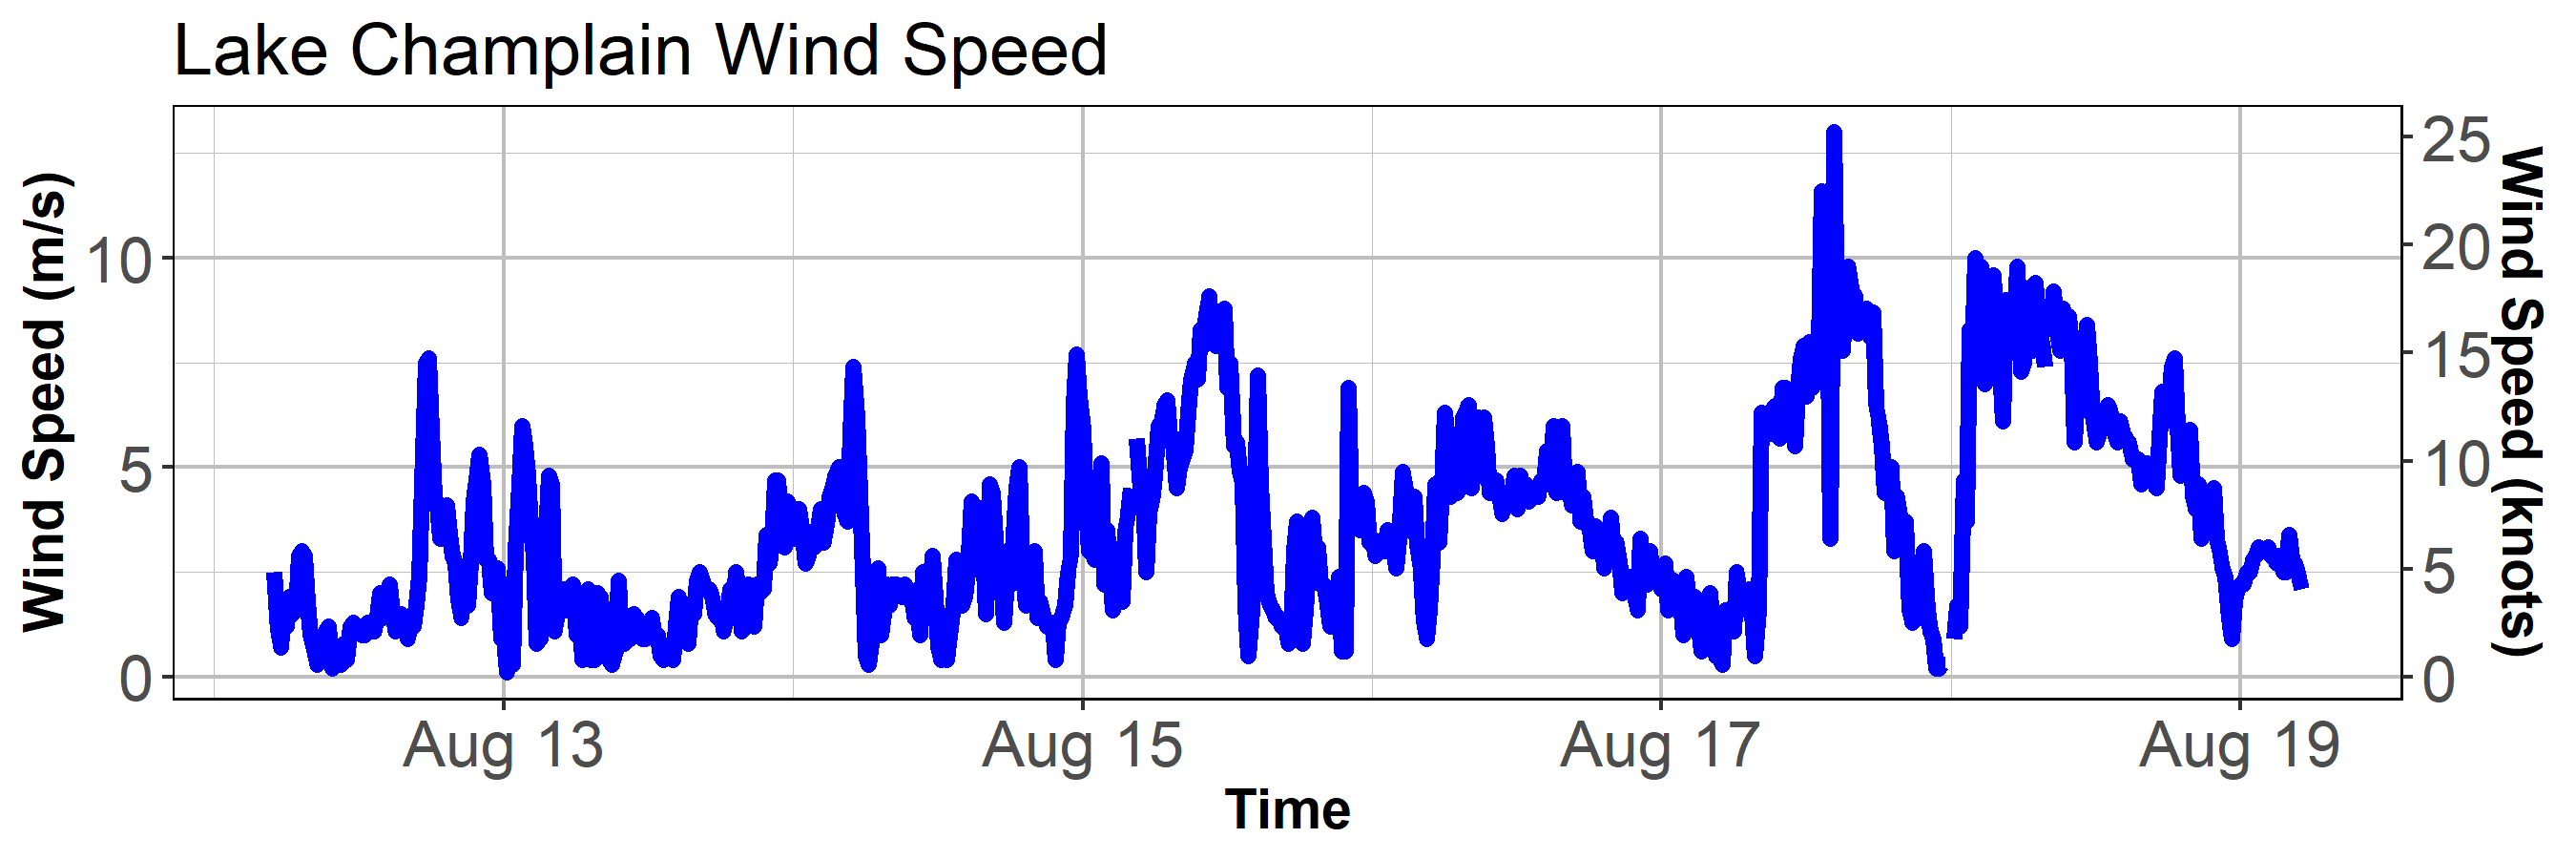 Lake Champlain Wind Speed
Wind Speed (m/s)
10
5
0
25
20
15
10
5
0
Wind Speed (knots)
Aug 13
Aug 15
Aug 17
Aug 19
Time